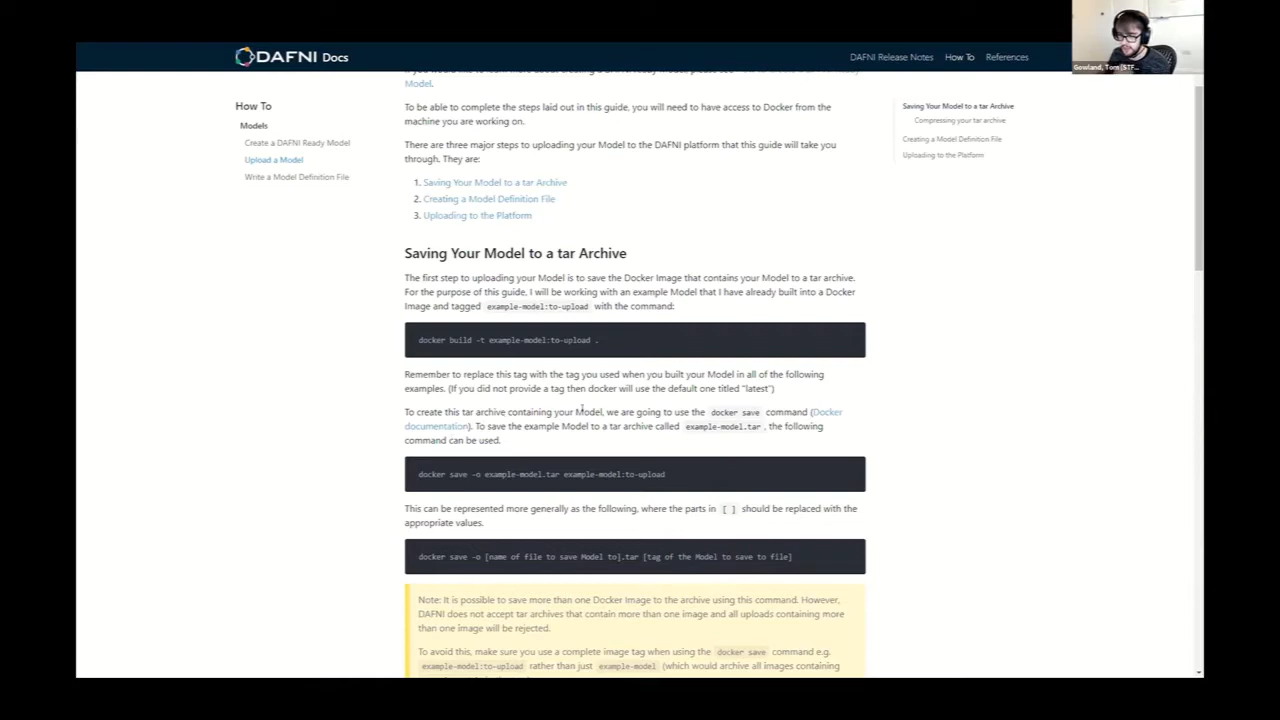 DAFNI Docs
DAFNI Release Notes How To References
Gowland, Tom (STF...
How To
Models
Create a DAFNI Ready Model
Upload a Model
Write a Model Definition File
Model.
To be able to complete the steps laid out in this guide, you will need to have access to Docker from the
machine you are working on.
There are three major steps to uploading your Model to the DAFNI platform that this guide will take you
through. They are:
1. Saving Your Model to a tar Archive
2. Creating a Model Definition File
3. Uploading to the Platform
Saving Your Model to a tar Archive
The first step to uploading your Model is to save the Docker Image that contains your Model to a tar archive.
For the purpose of this guide, I will be working with an example Model that I have already built into a Docker
Image and tagged example-model:to-upload with the command:
docker build -t example-model:to-upload .
Remember to replace this tag with the tag you used when you built your Model in all of the following
examples. (If you did not provide a tag then docker will use the default one titled "latest")
To create this tar archive containing your Model, we are going to use the docker save command (Docker
documentation). To save the example Model to a tar archive called example-model.tar, the following
command can be used.
docker save -o example-model.tar example-model:to-upload
This can be represented more generally as the following, where the parts in [ ] should be replaced with the
appropriate values.
docker save -o [name of file to save Model to].tar [tag of the Model to save to file]
Note: It is possible to save more than one Docker Image to the archive using this command. However,
DAFNI does not accept tar archives that contain more than one image and all uploads containing more
than one image will be rejected.
To avoid this, make sure you use a complete image tag when using the docker save command e.g.
example-model:to-upload rather than just example-model (which would archive all images containing
Saving Your Model to a tar Archive
Compressing your tar archive
Creating a Model Definition File
Uploading to the Platform